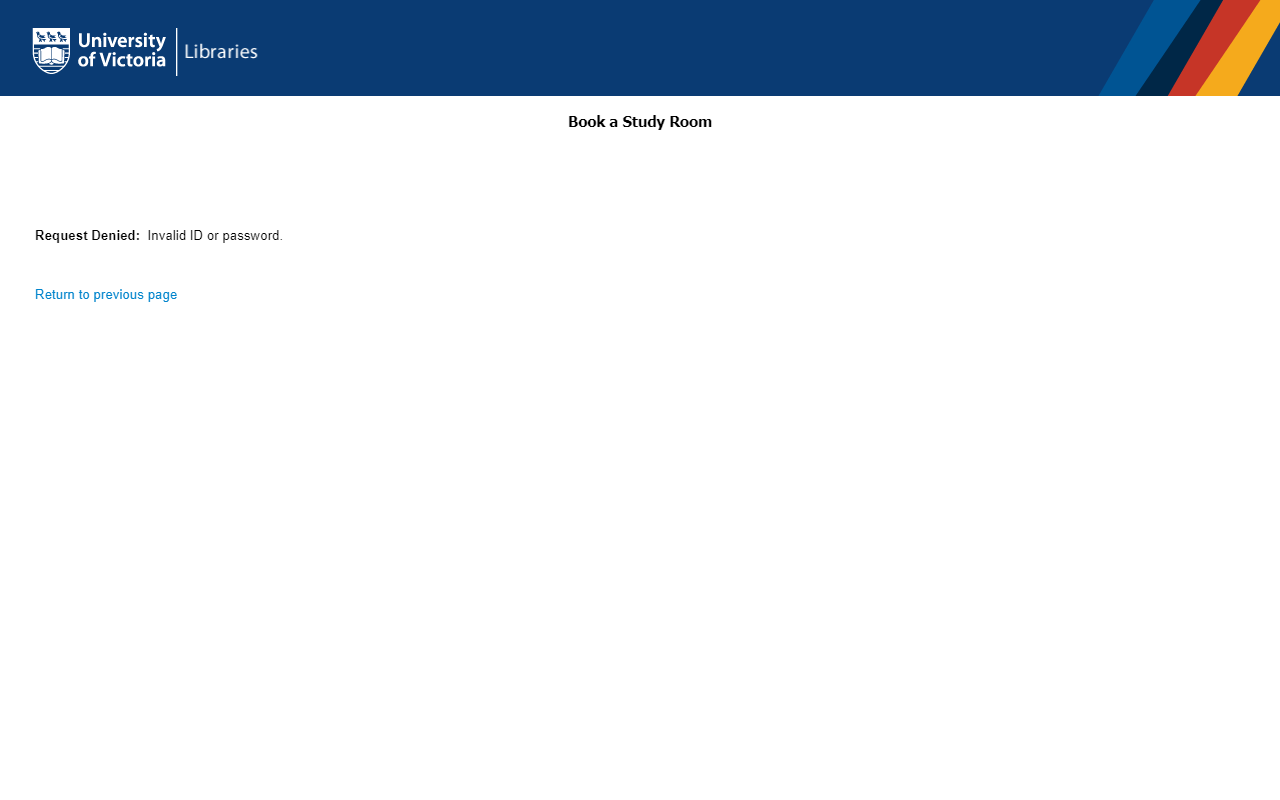 University
of Victoria
Libraries
Book a Study Room
Request Denied: Invalid ID or password.
Return to previous page